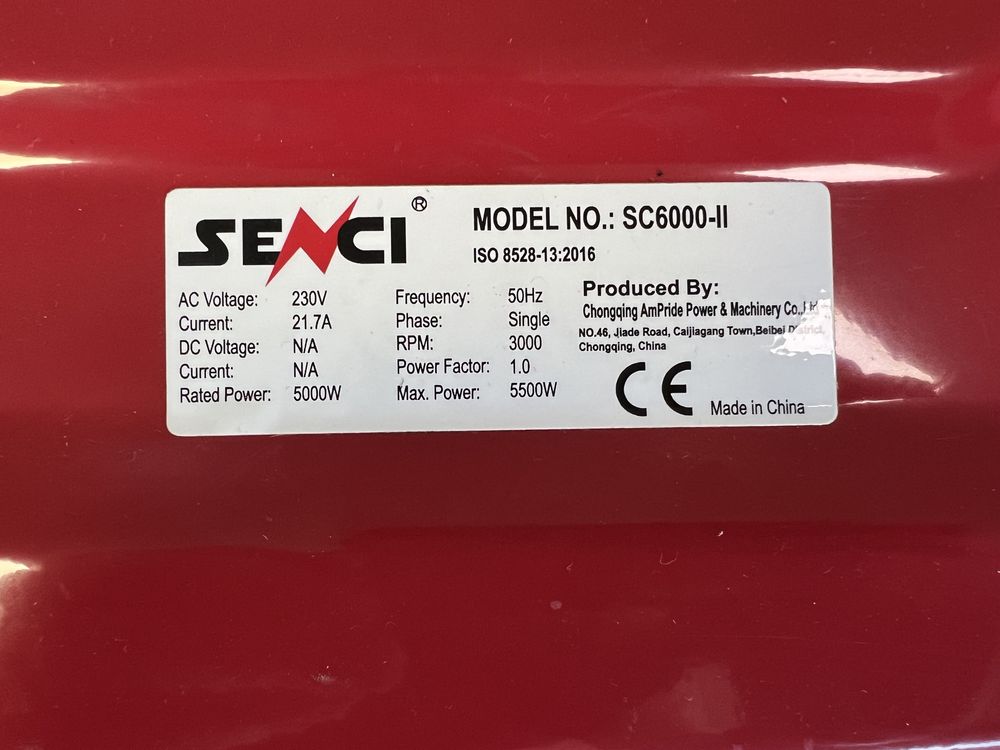 SENCI®
MODEL NO.: SC6000-II
ISO 8528-13:2016
AC Voltage: 230V
Current: 21.7A
DC Voltage: N/A
Current: N/A
Rated Power: 5000W
Frequency: 50Hz
Phase: Single
RPM: 3000
Power Factor: 1.0
Max. Power: 5500W
Produced By:
Chongqing AmPride Power & Machinery Co.,Ltd
NO.46, Jiade Road, Caijiagang Town,Beibei District,
Chongqing, China
CE
Made in China